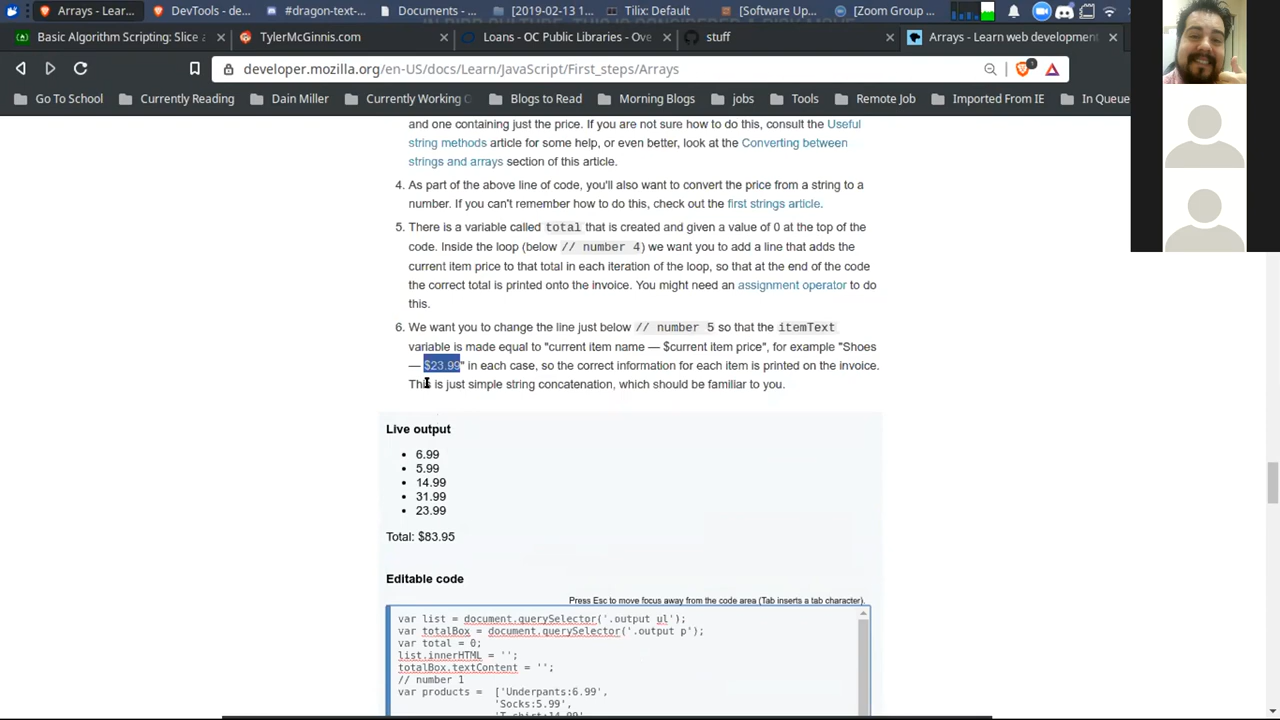 Arrays - Lear...
DevTools - de...
#dragon-text-...
Documents - ...
[2019-02-13 1...
Tilix: Default
[Software Up...
[Zoom Group ...
Basic Algorithm Scripting: Slice a
TylerMcGinnis.com
Loans - OC Public Libraries - Ove
stuff
Arrays - Learn web development
developer.mozilla.org/en-US/docs/Learn/JavaScript/First_steps/Arrays
1
Go To School
Currently Reading
Dain Miller
Currently Working O
Blogs to Read
Morning Blogs
jobs
Tools
Remote Job
Imported From IE
In Queue
and one containing just the price. If you are not sure how to do this, consult the Useful
string methods article for some help, or even better, look at the Converting between
strings and arrays section of this article.
4. As part of the above line of code, you'll also want to convert the price from a string to a
number. If you can't remember how to do this, check out the first strings article.
5. There is a variable called total that is created and given a value of 0 at the top of the
code. Inside the loop (below // number 4) we want you to add a line that adds the
current item price to that total in each iteration of the loop, so that at the end of the code
the correct total is printed onto the invoice. You might need an assignment operator to do
this.
6. We want you to change the line just below // number 5 so that the itemText
variable is made equal to "current item name — $current item price", for example "Shoes
— $23.99" in each case, so the correct information for each item is printed on the invoice.
This is just simple string concatenation, which should be familiar to you.
Live output
• 6.99
• 5.99
• 14.99
• 31.99
• 23.99
Total: $83.95
Editable code
Press Esc to move focus away from the code area (Tab inserts a tab character).
var list = document.querySelector('.output ul');
var totalBox = document.querySelector('.output p');
var total = 0;
list.innerHTML = '';
totalBox.textContent = '';
// number 1
var products = ['Underpants:6.99',
'Socks:5.99',
'T-shirt:14.99'